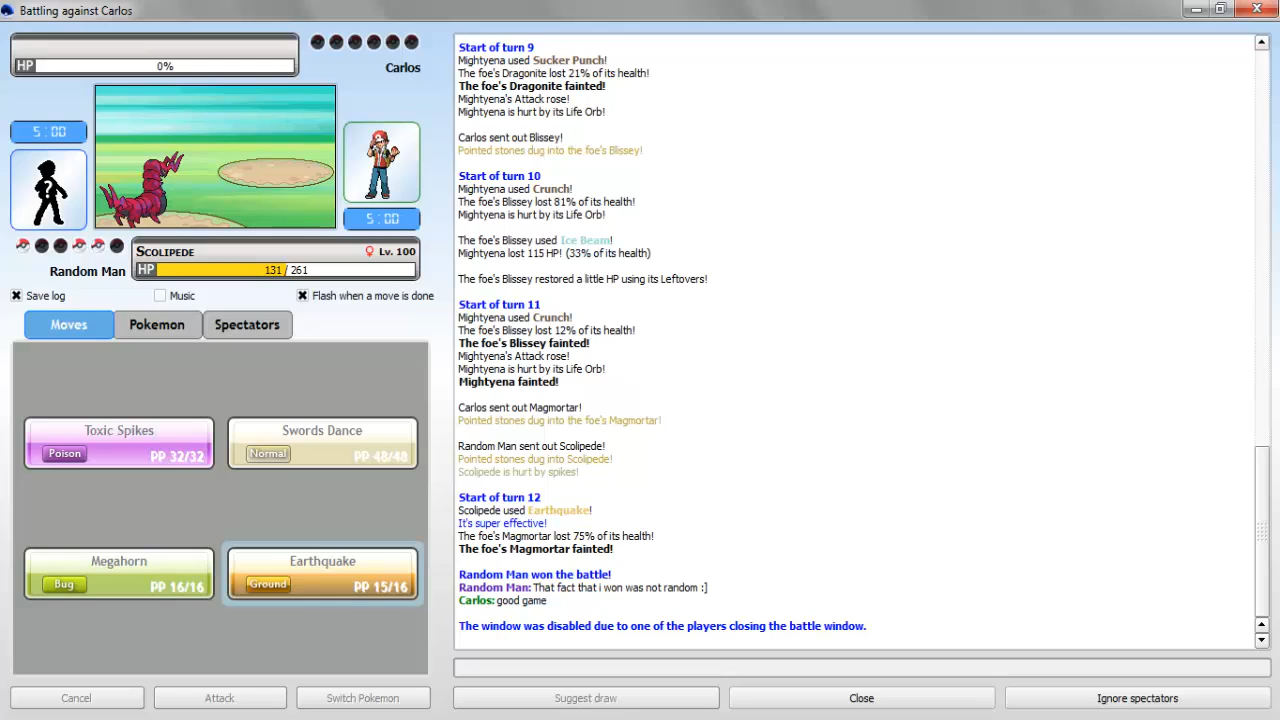 Battling against Carlos
HP 0%
Carlos
5:00
5:00
Random Man
SCOLIPEDE ♀ Lv. 100
HP 131 / 261
Save log
Music
Flash when a move is done
Moves
Pokemon
Spectators
Toxic Spikes
Poison PP 32/32
Swords Dance
Normal PP 48/48
Megahorn
Bug PP 16/16
Earthquake
Ground PP 15/16
Cancel
Attack
Switch Pokemon
Start of turn 9
Mightyena used Sucker Punch!
The foe's Dragonite lost 21% of its health!
The foe's Dragonite fainted!
Mightyena's Attack rose!
Mightyena is hurt by its Life Orb!
Carlos sent out Blissey!
Pointed stones dug into the foe's Blissey!
Start of turn 10
Mightyena used Crunch!
The foe's Blissey lost 81% of its health!
Mightyena is hurt by its Life Orb!
The foe's Blissey used Ice Beam!
Mightyena lost 115 HP! (33% of its health)
The foe's Blissey restored a little HP using its Leftovers!
Start of turn 11
Mightyena used Crunch!
The foe's Blissey lost 12% of its health!
The foe's Blissey fainted!
Mightyena's Attack rose!
Mightyena is hurt by its Life Orb!
Mightyena fainted!
Carlos sent out Magmortar!
Pointed stones dug into the foe's Magmortar!
Random Man sent out Scolipede!
Pointed stones dug into Scolipede!
Scolipede is hurt by spikes!
Start of turn 12
Scolipede used Earthquake!
It's super effective!
The foe's Magmortar lost 75% of its health!
The foe's Magmortar fainted!
Random Man won the battle!
Random Man: That fact that i won was not random :]
Carlos: good game
The window was disabled due to one of the players closing the battle window.
Suggest draw
Close
Ignore spectators